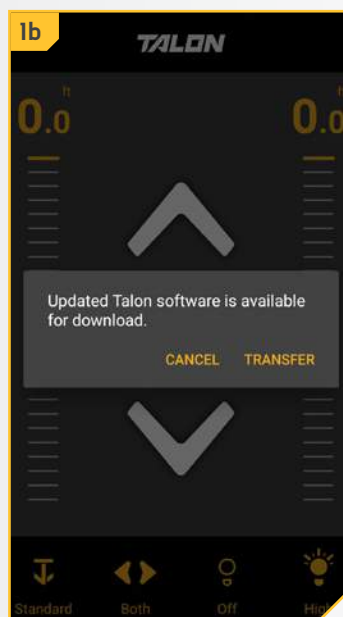 1b
TALON
ft
0.0
0.0
Updated Talon software is available
for download.
CANCEL TRANSFER
Standard Both Off High